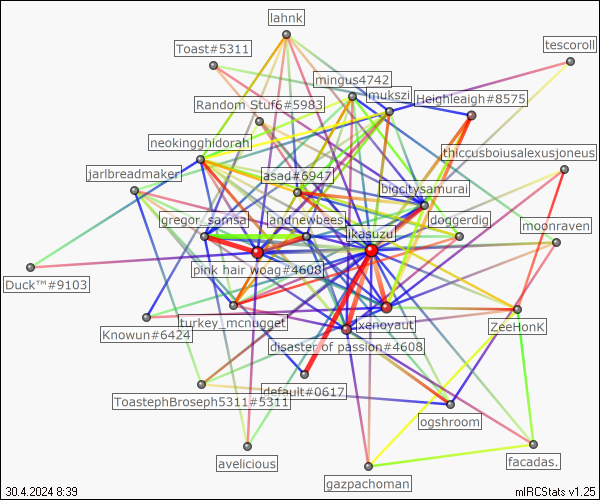 lahnk
Toast#5311
tescoroll
mingus4742
mukszi
Heighleaigh#8575
Random Stuf6#5983
neokingghidorah
thiccusboiusalexusjoneus
jarlbreadmaker
asad#6947
bigcitysamurai
gregor_samsa
andnewbees
doggerdig
moonraven
ikasuzu
pink hair woag#4608
Duck™#9103
turkey_mcnugget
xenovaut
ZeeHonK
Knowun#6424
disaster of passion#4608
default#0617
ToastephBroseph5311#5311
ogshroom
avelicious
facadas.
gazpachoman
30.4.2024 8:39
mIRCStats v1.25